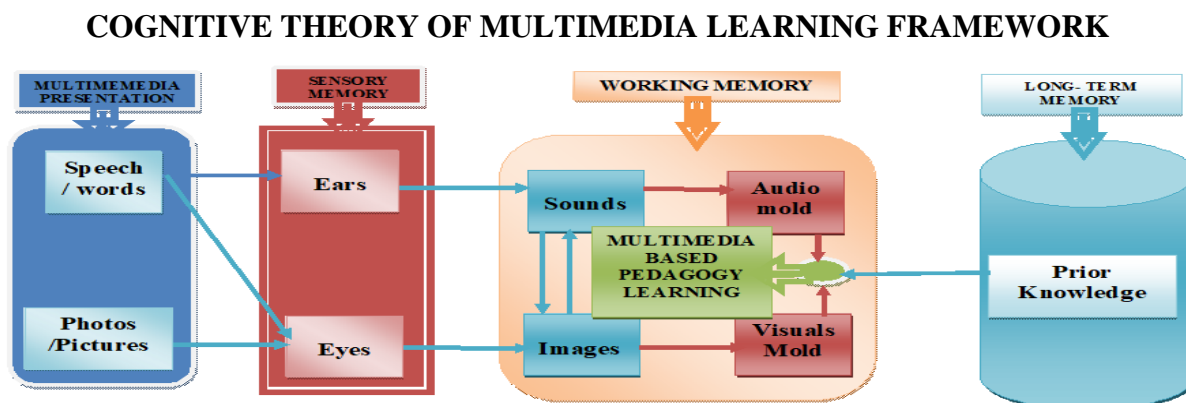 COGNITIVE THEORY OF MULTIMEDIA LEARNING FRAMEWORK
MULTIMEMEDIA
PRESENTATION
SENSORY
MEMORY
WORKING MEMORY
LONG- TERM
MEMORY
Speech
/ words
Ears
Sounds
Audio
mold
MULTIMEDIA
BASED
PEDAGOGY
LEARNING
Prior
Knowledge
Photos
/Pictures
Eyes
Images
Visuals
Mold